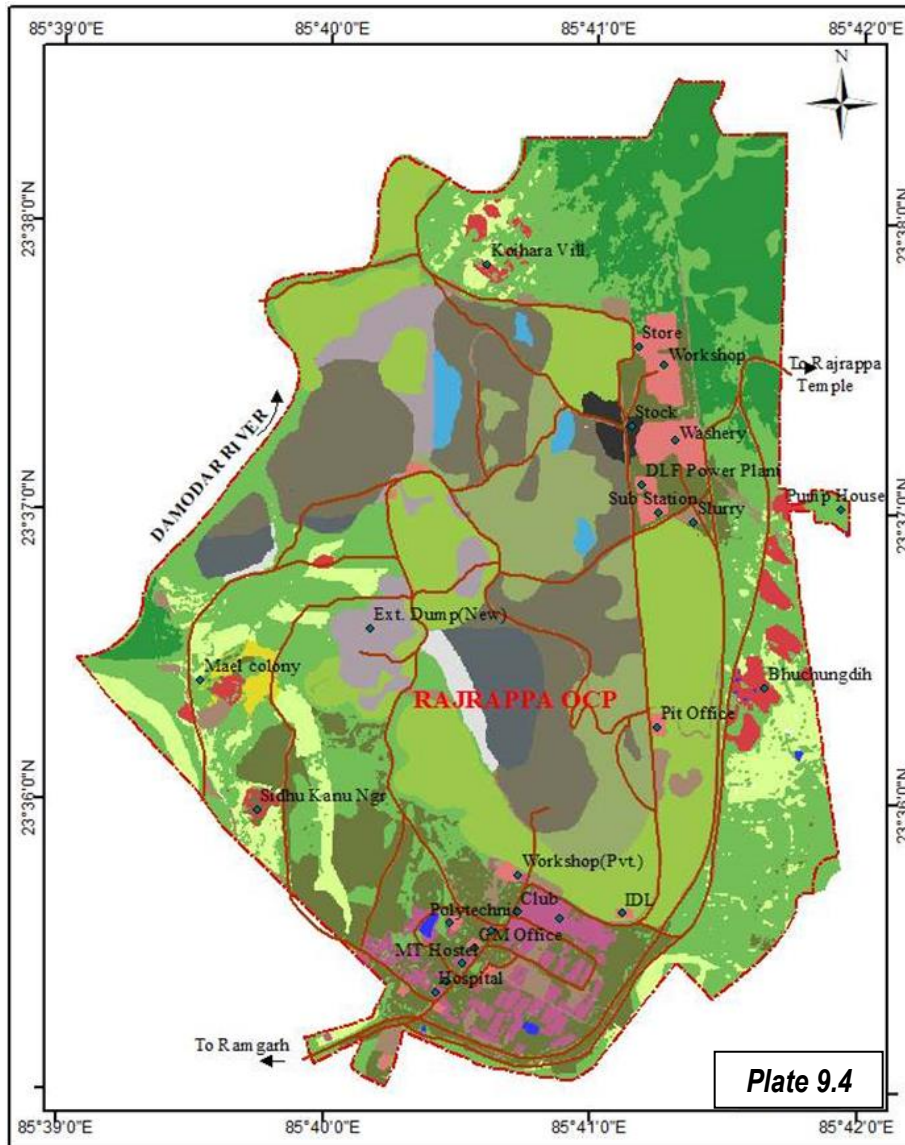 85°39'0"E
85°40'0"E
85°41'0"E
85°42'0"E
N
23°38'0"N
23°38'0"N
Koihara Vill.
Store
Workshop
To Rajrappa
Temple
Stock
Washery
DAMODAR RIVER
DLF Power Plant
23°37'0"N
Sub Station
Slurry
Pump House
23°37'0"N
Ext. Dump(New)
Mael colony
Bhuchungdih
RAJRAPPA OCP
Pit Office
23°36'0"N
Sidhu Kanu Ngr
23°36'0"N
Workshop(Pvt.)
Club
IDL
Polytechni
GM Office
MT Hostel
Hospital
To Ramgarh
Plate 9.4
85°39'0"E
85°40'0"E
85°41'0"E
85°42'0"E